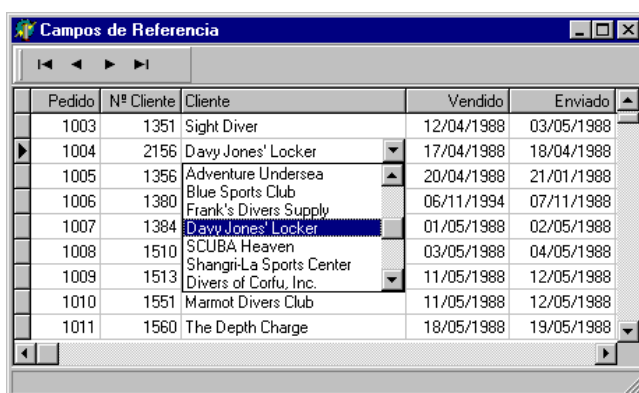 Campos de Referencia
Pedido Nº Cliente Cliente Vendido Enviado
1003 1351 Sight Diver 12/04/1988 03/05/1988
1004 2156 Davy Jones' Locker 17/04/1988 18/04/1988
1005 1356 Adventure Undersea 20/04/1988 21/01/1988
Blue Sports Club
1006 1380 Frank's Divers Supply 06/11/1994 07/11/1988
1007 1384 Davy Jones' Locker 01/05/1988 02/05/1988
1008 1510 SCUBA Heaven 03/05/1988 04/05/1988
Shangri-La Sports Center
1009 1513 Divers of Corfu, Inc. 11/05/1988 12/05/1988
1010 1551 Marmot Divers Club 11/05/1988 12/05/1988
1011 1560 The Depth Charge 18/05/1988 19/05/1988